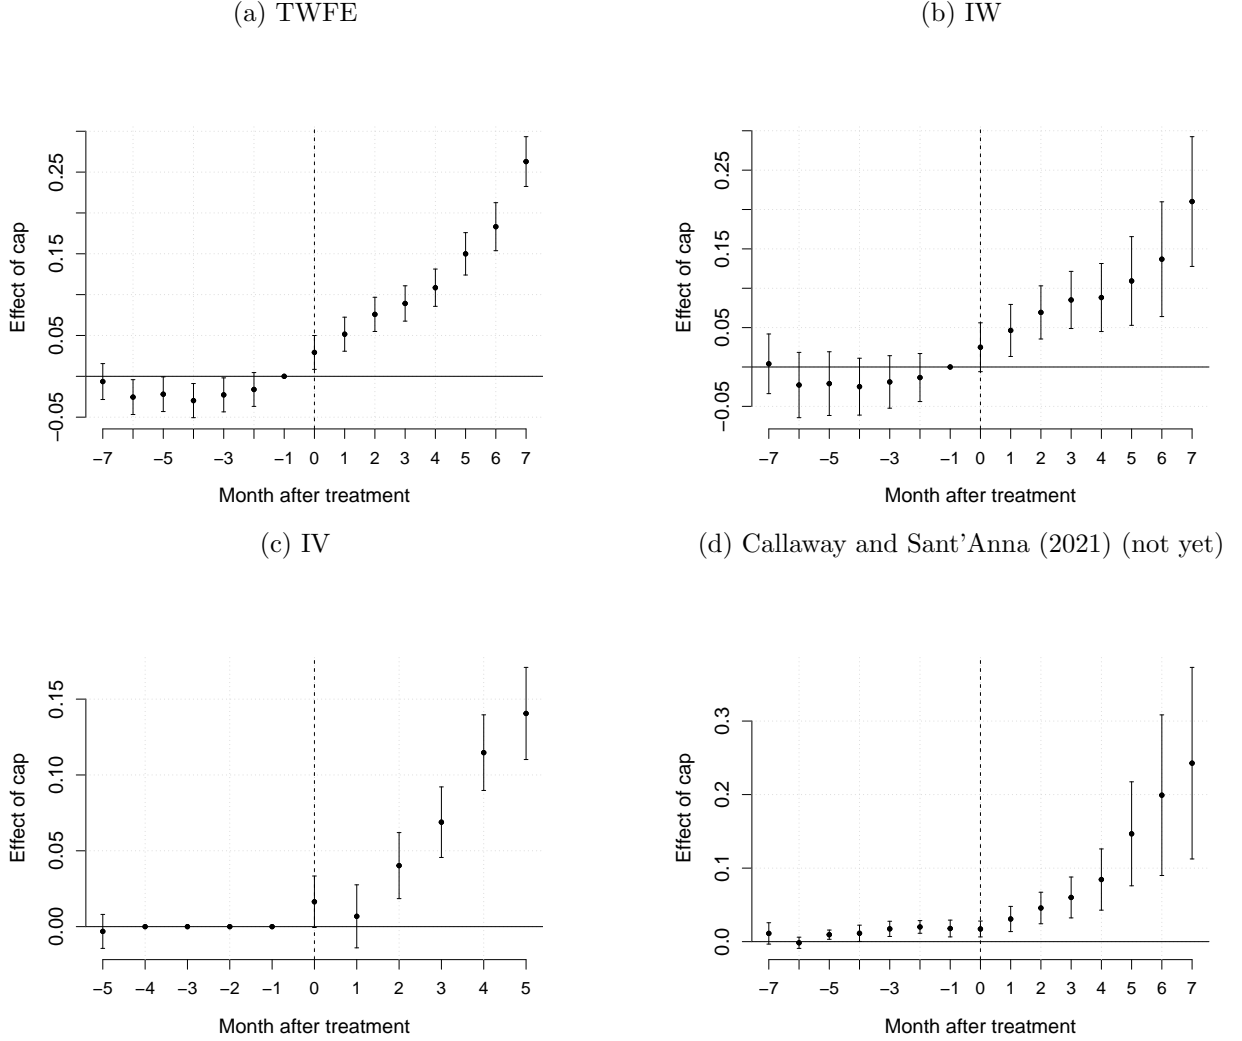 (a) TWFE
(b) IW
Effect of cap
−0.05 0.05 0.15 0.25
−7 −5 −3 −1 0 1 2 3 4 5 6 7
Month after treatment
Effect of cap
−0.05 0.05 0.15 0.25
−7 −5 −3 −1 0 1 2 3 4 5 6 7
Month after treatment
(c) IV
(d) Callaway and Sant'Anna (2021) (not yet)
Effect of cap
0.00 0.05 0.10 0.15
−5 −4 −3 −2 −1 0 1 2 3 4 5
Month after treatment
Effect of cap
0.0 0.1 0.2 0.3
−7 −5 −3 −1 0 1 2 3 4 5 6 7
Month after treatment